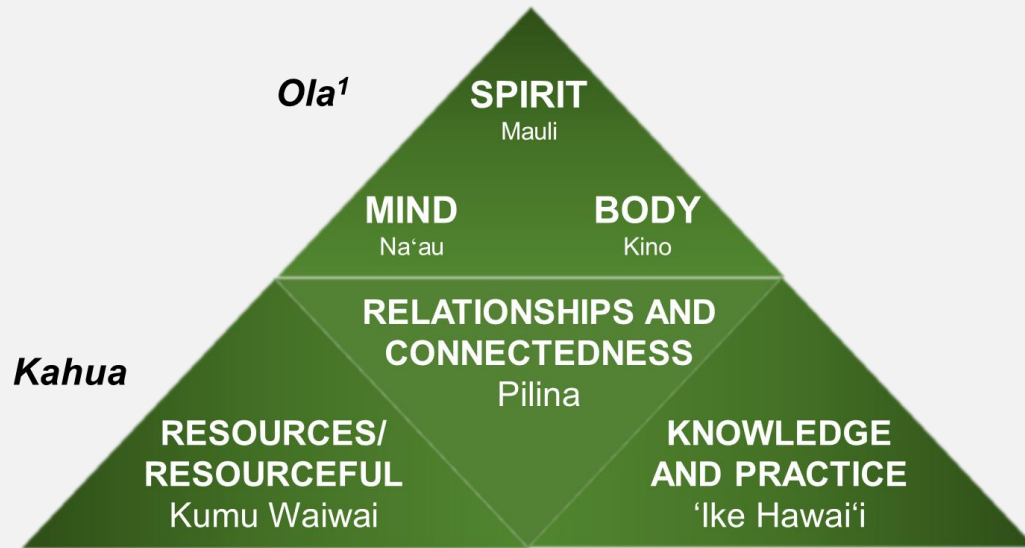 Ola¹
SPIRIT
Mauli
MIND
Naʻau
BODY
Kino
RELATIONSHIPS AND
CONNECTEDNESS
Pilina
Kahua
RESOURCES/
RESOURCEFUL
Kumu Waiwai
KNOWLEDGE
AND PRACTICE
ʻIke Hawaiʻi